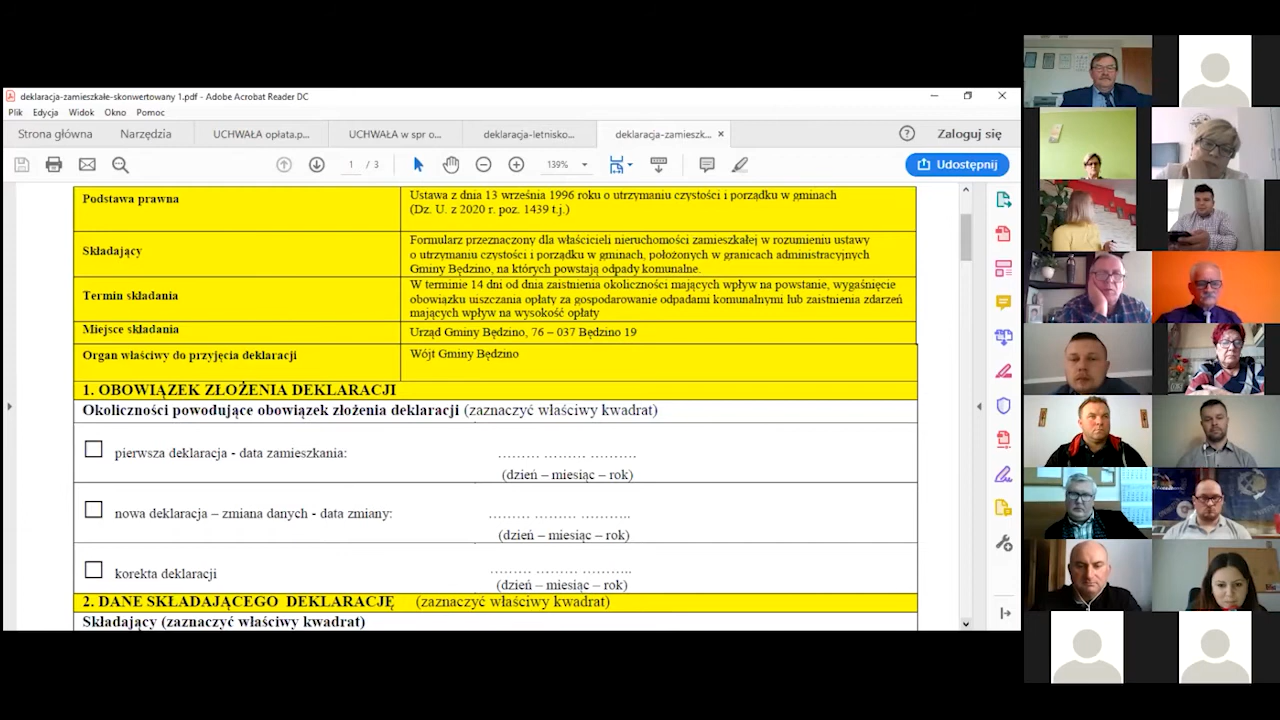 deklaracja-zamieszkałe-skonwertowany 1.pdf - Adobe Acrobat Reader DC
Plik Edycja Widok Okno Pomoc
Strona główna Narzędzia UCHWAŁA opłata.p... UCHWAŁA w spr o... deklaracja-letnisko... deklaracja-zamieszk... × Zaloguj się
1 / 3 139% Udostępnij
Podstawa prawna
Ustawa z dnia 13 września 1996 roku o utrzymaniu czystości i porządku w gminach
(Dz. U. z 2020 r. poz. 1439 t.j.)
Składający
Formularz przeznaczony dla właścicieli nieruchomości zamieszkałej w rozumieniu ustawy
o utrzymaniu czystości i porządku w gminach, położonych w granicach administracyjnych
Gminy Będzino, na których powstają odpady komunalne.
Termin składania
W terminie 14 dni od dnia zaistnienia okoliczności mających wpływ na powstanie, wygaśnięcie
obowiązku uiszczania opłaty za gospodarowanie odpadami komunalnymi lub zaistnienia zdarzeń
mających wpływ na wysokość opłaty
Miejsce składania
Urząd Gminy Będzino, 76 – 037 Będzino 19
Organ właściwy do przyjęcia deklaracji
Wójt Gminy Będzino
1. OBOWIĄZEK ZŁOŻENIA DEKLARACJI
Okoliczności powodujące obowiązek złożenia deklaracji (zaznaczyć właściwy kwadrat)
pierwsza deklaracja - data zamieszkania: ……… ……… ……….
(dzień – miesiąc – rok)
nowa deklaracja – zmiana danych - data zmiany: ……… ……… ………..
(dzień – miesiąc – rok)
korekta deklaracji ……… ……… ………..
(dzień – miesiąc – rok)
2. DANE SKŁADAJĄCEGO DEKLARACJĘ (zaznaczyć właściwy kwadrat)
Składający (zaznaczyć właściwy kwadrat)